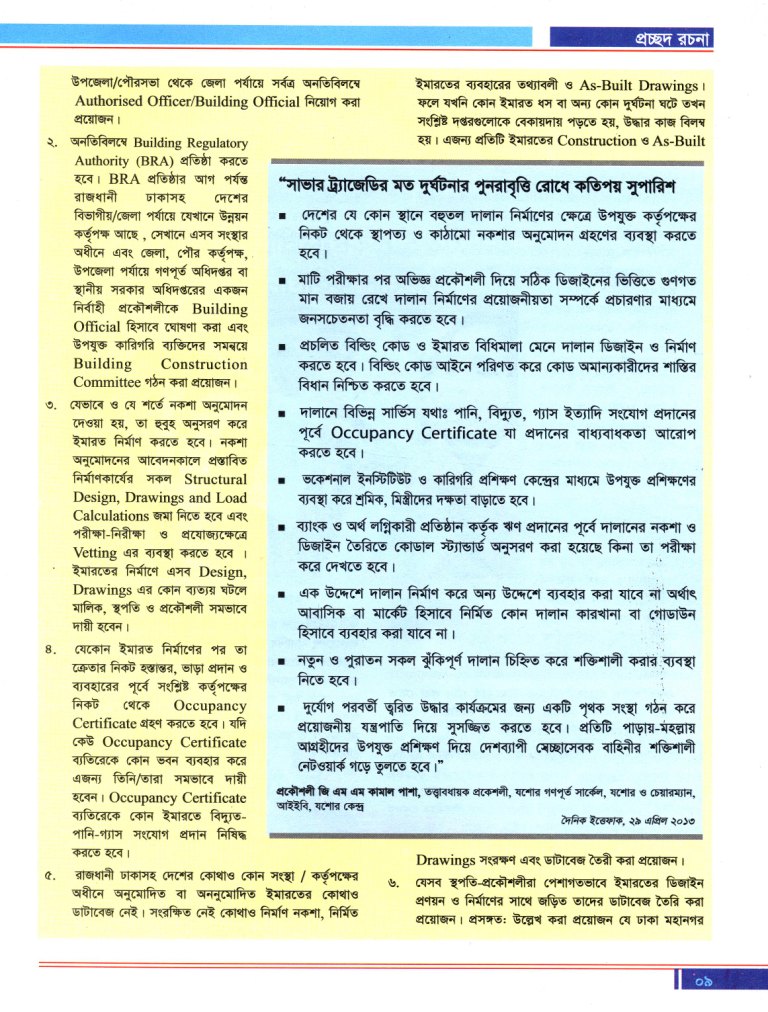 প্রচ্ছদ রচনা
উপজেলা/পৌরসভা থেকে জেলা পর্যায়ে সর্বত্র অনতিবিলম্বে
Authorised Officer/Building Official নিয়োগ করা
প্রয়োজন।
২. অনতিবিলম্বে Building Regulatory
Authority (BRA) প্রতিষ্ঠা করতে
হবে। BRA প্রতিষ্ঠার আগ পর্যন্ত
রাজধানী ঢাকাসহ দেশের
বিভাগীয়/জেলা পর্যায়ে যেখানে উন্নয়ন
কর্তৃপক্ষ আছে , সেখানে এসব সংস্থার
অধীনে এবং জেলা, পৌর কর্তৃপক্ষ,
উপজেলা পর্যায়ে গণপূর্ত অধিদপ্তর বা
স্থানীয় সরকার অধিদপ্তরের একজন
নির্বাহী প্রকৌশলীকে Building
Official হিসাবে ঘোষণা করা এবং
উপযুক্ত কারিগরি ব্যক্তিদের সমন্বয়ে
Building Construction
Committee গঠন করা প্রয়োজন।
৩. যেভাবে ও যে শর্তে নকশা অনুমোদন
দেওয়া হয়, তা হুবুহু অনুসরণ করে
ইমারত নির্মাণ করতে হবে। নকশা
অনুমোদনের আবেদনকালে প্রস্তাবিত
নির্মাণকার্যের সকল Structural
Design, Drawings and Load
Calculations জমা নিতে হবে এবং
পরীক্ষা-নিরীক্ষা ও প্রযোজ্যক্ষেত্রে
Vetting এর ব্যবস্থা করতে হবে ।
ইমারতের নির্মাণে এসব Design,
Drawings এর কোন ব্যত্যয় ঘটলে
মালিক, স্থপতি ও প্রকৌশলী সমভাবে
দায়ী হবেন।
৪. যেকোন ইমারত নির্মাণের পর তা
ক্রেতার নিকট হস্তান্তর, ভাড়া প্রদান ও
ব্যবহারের পূর্বে সংশ্লিষ্ট কর্তৃপক্ষের
নিকট থেকে Occupancy
Certificate গ্রহণ করতে হবে। যদি
কেউ Occupancy Certificate
ব্যতিরেকে কোন ভবন ব্যবহার করে
এজন্য তিনি/তারা সমভাবে দায়ী
হবেন। Occupancy Certificate
ব্যতিরেকে কোন ইমারতে বিদ্যুত-
পানি-গ্যাস সংযোগ প্রদান নিষিদ্ধ
করতে হবে।
৫. রাজধানী ঢাকাসহ দেশের কোথাও কোন সংস্থা / কর্তৃপক্ষের
অধীনে অনুমোদিত বা অননুমোদিত ইমারতের কোথাও
ডাটাবেজ নেই। সংরক্ষিত নেই কোথাও নির্মাণ নকশা, নির্মিত
ইমারতের ব্যবহারের তথ্যাবলী ও As-Built Drawings।
ফলে যখনি কোন ইমারত ধস বা অন্য কোন দুর্ঘটনা ঘটে তখন
সংশ্লিষ্ট দপ্তরগুলোকে বেকায়দায় পড়তে হয়, উদ্ধার কাজ বিলম্ব
হয়। এজন্য প্রতিটি ইমারতের Construction ও As-Built
“সাভার ট্র্যাজেডির মত দুর্ঘটনার পুনরাবৃত্তি রোধে কতিপয় সুপারিশ
▪ দেশের যে কোন স্থানে বহুতল দালান নির্মাণের ক্ষেত্রে উপযুক্ত কর্তৃপক্ষের
নিকট থেকে স্থাপত্য ও কাঠামো নকশার অনুমোদন গ্রহণের ব্যবস্থা করতে
হবে।
▪ মাটি পরীক্ষার পর অভিজ্ঞ প্রকৌশলী দিয়ে সঠিক ডিজাইনের ভিত্তিতে গুণগত
মান বজায় রেখে দালান নির্মাণের প্রয়োজনীয়তা সম্পর্কে প্রচারণার মাধ্যমে
জনসচেতনতা বৃদ্ধি করতে হবে।
▪ প্রচলিত বিল্ডিং কোড ও ইমারত বিধিমালা মেনে দালান ডিজাইন ও নির্মাণ
করতে হবে। বিল্ডিং কোড আইনে পরিণত করে কোড অমান্যকারীদের শাস্তির
বিধান নিশ্চিত করতে হবে।
▪ দালানে বিভিন্ন সার্ভিস যথাঃ পানি, বিদ্যুত, গ্যাস ইত্যাদি সংযোগ প্রদানের
পূর্বে Occupancy Certificate যা প্রদানের বাধ্যবাধকতা আরোপ
করতে হবে।
▪ ভকেশনাল ইনস্টিটিউট ও কারিগরি প্রশিক্ষণ কেন্দ্রের মাধ্যমে উপযুক্ত প্রশিক্ষণের
ব্যবস্থা করে শ্রমিক, মিস্ত্রীদের দক্ষতা বাড়াতে হবে।
▪ ব্যাংক ও অর্থ লগ্নিকারী প্রতিষ্ঠান কর্তৃক ঋণ প্রদানের পূর্বে দালানের নকশা ও
ডিজাইন তৈরিতে কোডাল স্ট্যান্ডার্ড অনুসরণ করা হয়েছে কিনা তা পরীক্ষা
করে দেখতে হবে।
▪ এক উদ্দেশে দালান নির্মাণ করে অন্য উদ্দেশে ব্যবহার করা যাবে না অর্থাৎ
আবাসিক বা মার্কেট হিসাবে নির্মিত কোন দালান কারখানা বা গোডাউন
হিসাবে ব্যবহার করা যাবে না।
▪ নতুন ও পুরাতন সকল ঝুঁকিপূর্ণ দালান চিহ্নিত করে শক্তিশালী করার ব্যবস্থা
নিতে হবে।
▪ দুর্যোগ পরবর্তী ত্বরিত উদ্ধার কার্যক্রমের জন্য একটি পৃথক সংস্থা গঠন করে
প্রয়োজনীয় যন্ত্রপাতি দিয়ে সুসজ্জিত করতে হবে। প্রতিটি পাড়ায়-মহল্লায়
আগ্রহীদের উপযুক্ত প্রশিক্ষণ দিয়ে দেশব্যাপী সেচ্ছাসেবক বাহিনীর শক্তিশালী
নেটওয়ার্ক গড়ে তুলতে হবে।”
প্রকৌশলী জি এম এম কামাল পাশা, তত্ত্বাবধায়ক প্রকেশলী, যশোর গণপূর্ত সার্কেল, যশোর ও চেয়ারম্যান,
আইইবি, যশোর কেন্দ্র
দৈনিক ইত্তেফাক, ২৯ এপ্রিল ২০১৩
Drawings সংরক্ষণ এবং ডাটাবেজ তৈরী করা প্রয়োজন।
৬. যেসব স্থপতি-প্রকৌশলীরা পেশাগতভাবে ইমারতের ডিজাইন
প্রণয়ন ও নির্মাণের সাথে জড়িত তাদের ডাটাবেজ তৈরি করা
প্রয়োজন। প্রসঙ্গত: উল্লেখ করা প্রয়োজন যে ঢাকা মহানগর
০৯